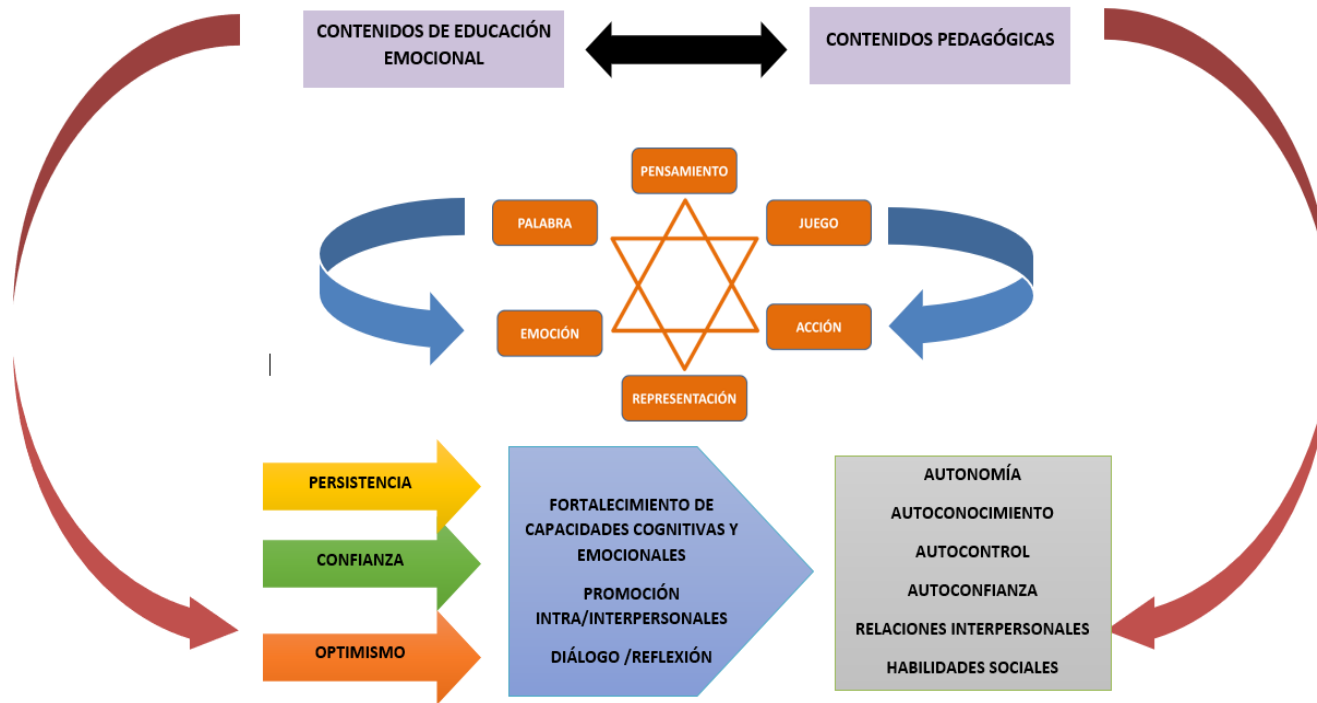 CONTENIDOS DE EDUCACIÓN
EMOCIONAL
CONTENIDOS PEDAGÓGICAS
PENSAMIENTO
PALABRA
JUEGO
EMOCIÓN
ACCIÓN
REPRESENTACIÓN
PERSISTENCIA
CONFIANZA
OPTIMISMO
FORTALECIMIENTO DE
CAPACIDADES COGNITIVAS Y
EMOCIONALES
PROMOCIÓN
INTRA/INTERPERSONALES
DIÁLOGO /REFLEXIÓN
AUTONOMÍA
AUTOCONOCIMIENTO
AUTOCONTROL
AUTOCONFIANZA
RELACIONES INTERPERSONALES
HABILIDADES SOCIALES